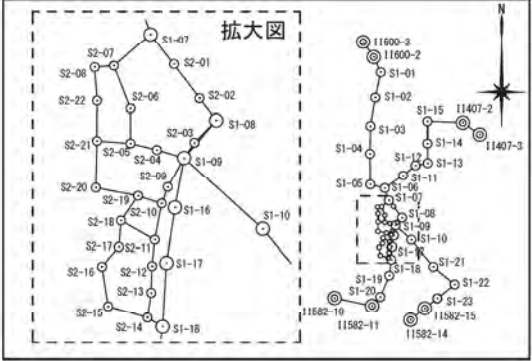 拡大図
S1-07
S2-07
S2-01
S2-08
S2-02
S2-06
S2-22
S1-08
S2-03
S2-21
S2-05
S2-04
S1-09
S2-09
S2-20
S2-19
S2-10
S1-16
S2-18
S1-10
S2-17
S2-11
S2-16
S2-12
S1-17
S2-13
S2-15
S2-14
S1-18
N
II600-3
II600-2
S1-01
S1-02
S1-15
II407-2
S1-03
II407-3
S1-14
S1-04
S1-12
S1-13
S1-11
S1-05
S1-06
S1-07
S1-08
S1-09
S1-10
S1-18
S1-21
S1-19
S1-22
S1-20
S1-23
II582-10
II582-11
II582-15
II582-14